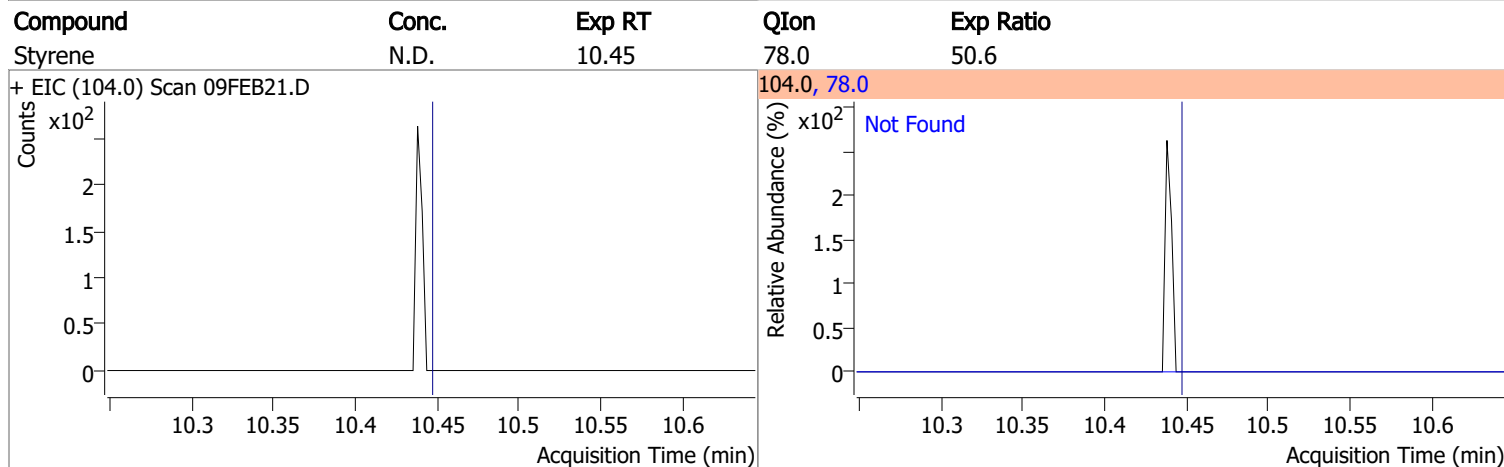 Compound Conc. Exp RT QIon Exp Ratio
Styrene N.D. 10.45 78.0 50.6
+ EIC (104.0) Scan 09FEB21.D
Counts
x10²
2
1.5
1
0.5
0
10.3 10.35 10.4 10.45 10.5 10.55 10.6
Acquisition Time (min)
104.0, 78.0
Relative Abundance (%)
x10²
Not Found
2
1.5
1
0.5
0
10.3 10.35 10.4 10.45 10.5 10.55 10.6
Acquisition Time (min)